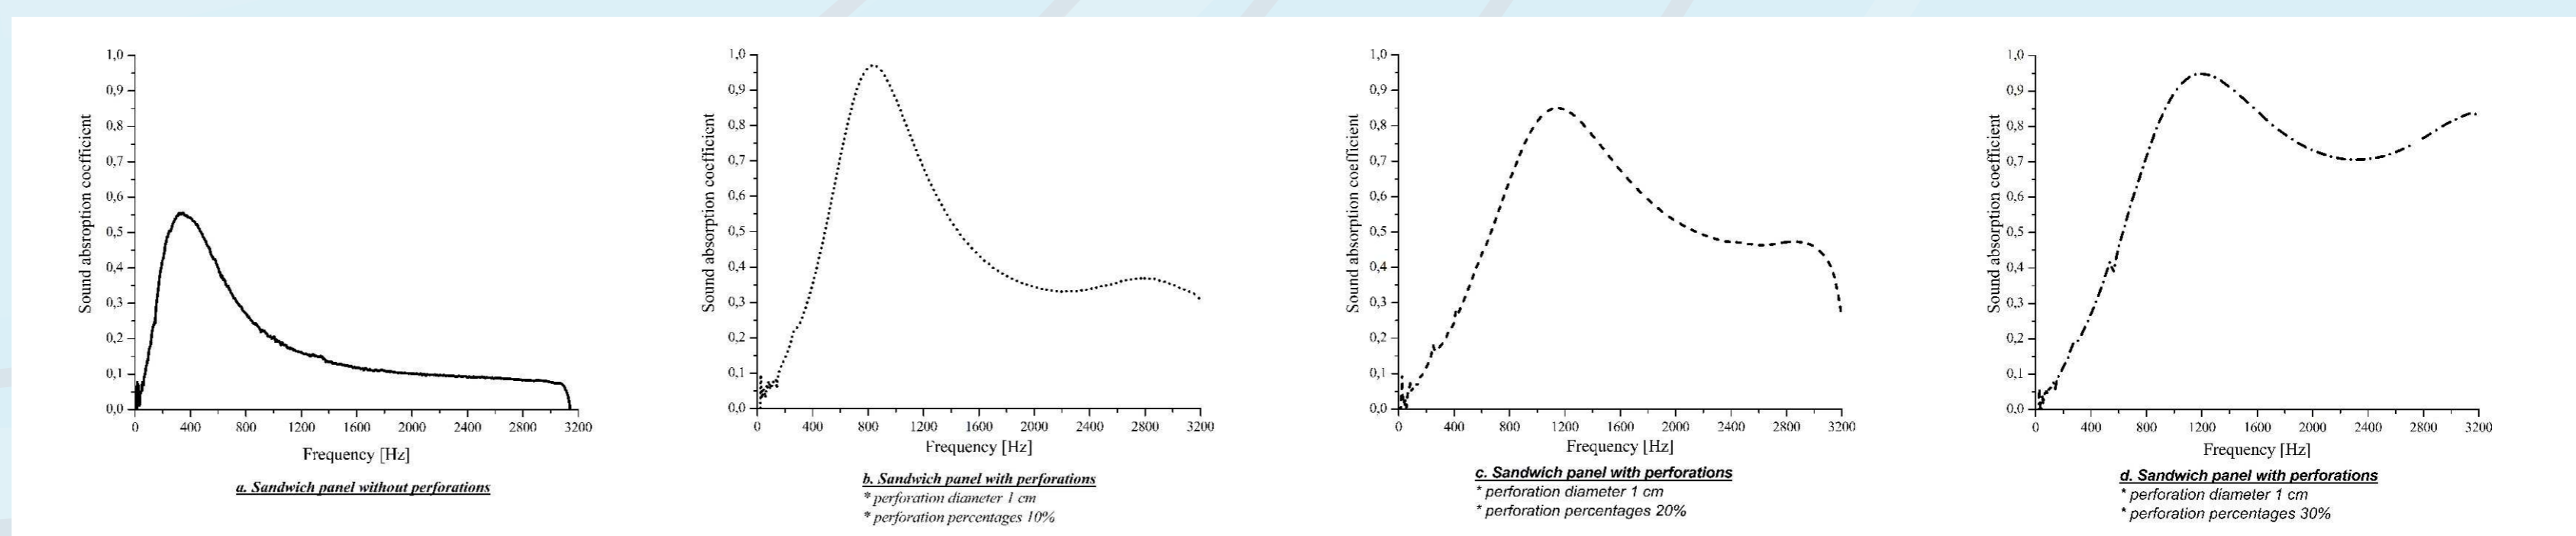 1,0
0,9
0,8
0,7
0,6
0,5
0,4
0,3
0,2
0,1
0,0
Sound absroption coefficient
0 400 800 1200 1600 2000 2400 2800 3200
Frequency [Hz]
a. Sandwich panel without perforations
1,0
0,9
0,8
0,7
0,6
0,5
0,4
0,3
0,2
0,1
0,0
Sound absorption coefficient
0 400 800 1200 1600 2000 2400 2800 3200
Frequency [Hz]
b. Sandwich panel with perforations
* perforation diameter 1 cm
* perforation percentages 10%
1,0
0,9
0,8
0,7
0,6
0,5
0,4
0,3
0,2
0,1
0,0
Sound absorption coefficient
0 400 800 1200 1600 2000 2400 2800 3200
Frequency [Hz]
c. Sandwich panel with perforations
* perforation diameter 1 cm
* perforation percentages 20%
1,0
0,9
0,8
0,7
0,6
0,5
0,4
0,3
0,2
0,1
0,0
Sound absorption coefficient
0 400 800 1200 1600 2000 2400 2800 3200
Frequency [Hz]
d. Sandwich panel with perforations
* perforation diameter 1 cm
* perforation percentages 30%